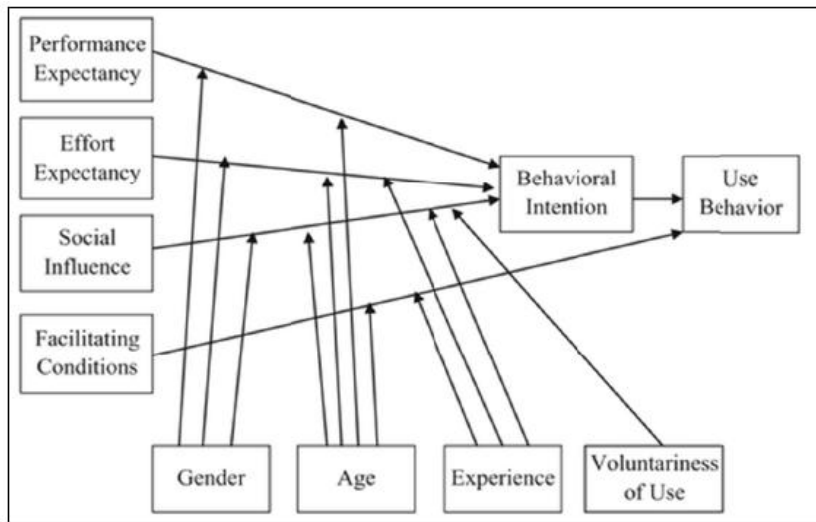 Performance
Expectancy
Effort
Expectancy
Social
Influence
Facilitating
Conditions
Behavioral
Intention
Use
Behavior
Gender
Age
Experience
Voluntariness
of Use